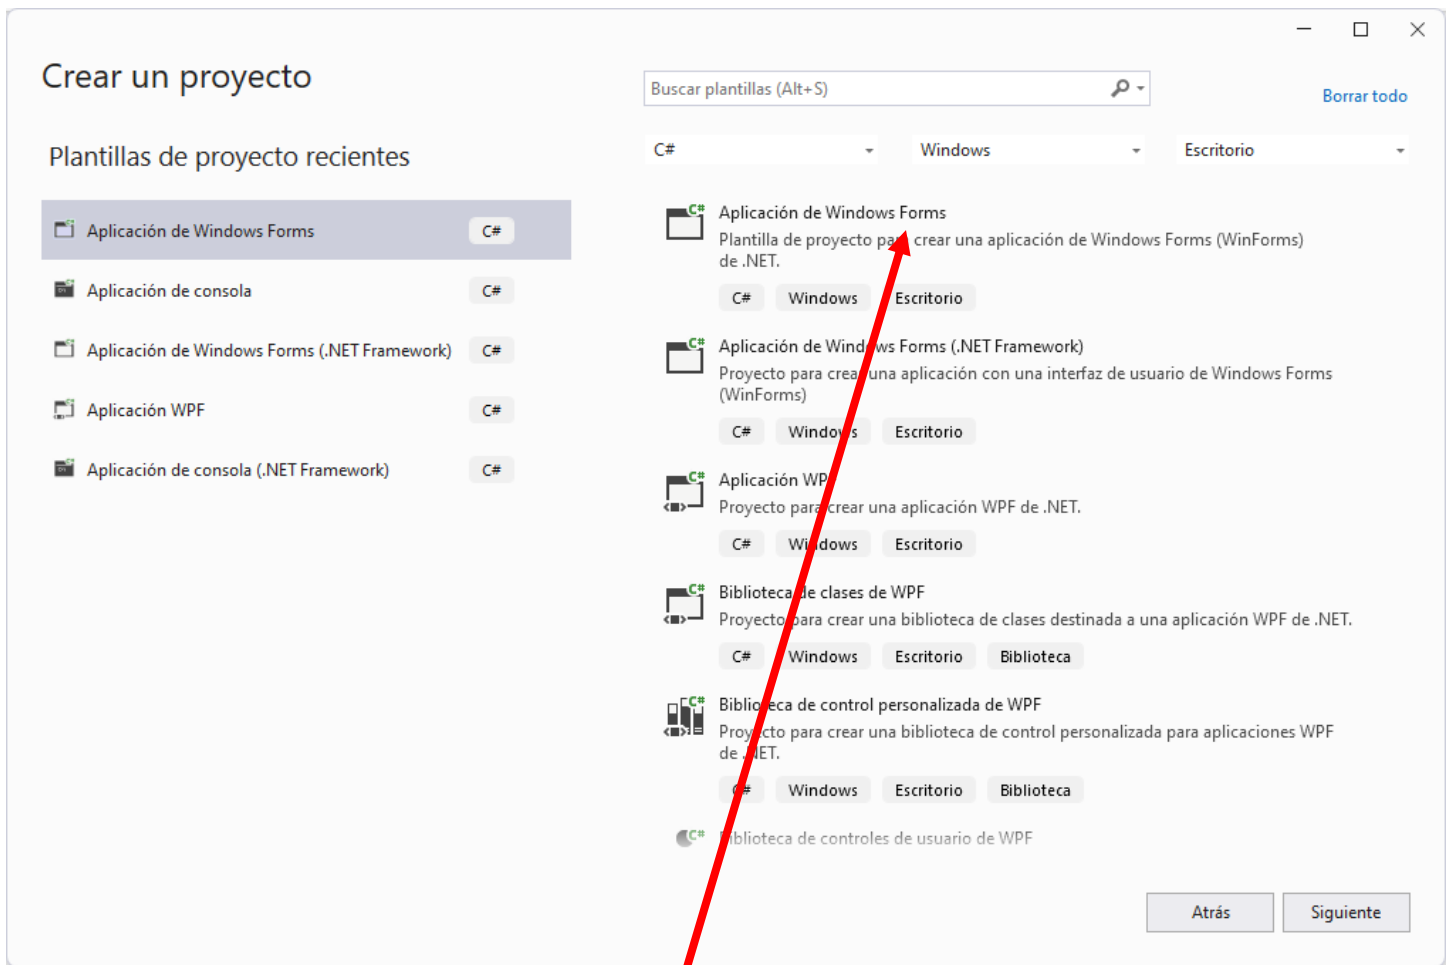 Crear un proyecto
Buscar plantillas (Alt+S)
Borrar todo
Plantillas de proyecto recientes
C#
Windows
Escritorio
Aplicación de Windows Forms
C#
Aplicación de consola
C#
Aplicación de Windows Forms (.NET Framework)
C#
Aplicación WPF
C#
Aplicación de consola (.NET Framework)
C#
Aplicación de Windows Forms
Plantilla de proyecto para crear una aplicación de Windows Forms (WinForms)
de .NET.
C# Windows Escritorio
Aplicación de Windows Forms (.NET Framework)
Proyecto para crear una aplicación con una interfaz de usuario de Windows Forms
(WinForms)
C# Windows Escritorio
Aplicación WPF
Proyecto para crear una aplicación WPF de .NET.
C# Windows Escritorio
Biblioteca de clases de WPF
Proyecto para crear una biblioteca de clases destinada a una aplicación WPF de .NET.
C# Windows Escritorio Biblioteca
Biblioteca de control personalizada de WPF
Proyecto para crear una biblioteca de control personalizada para aplicaciones WPF
de .NET.
C# Windows Escritorio Biblioteca
Biblioteca de controles de usuario de WPF
Atrás
Siguiente